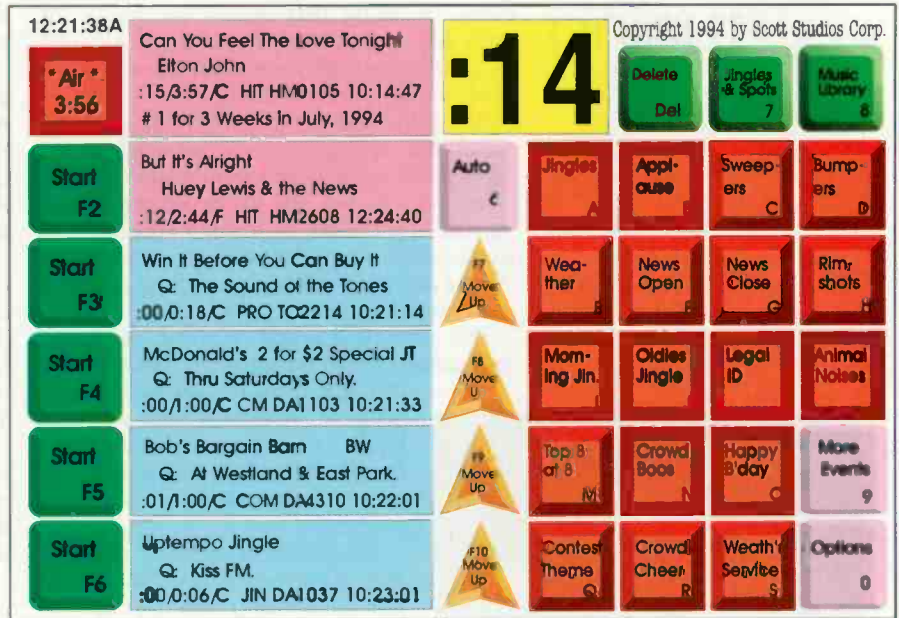 12:21:38A
Copyright 1994 by Scott Studios Corp.
* Air *
3:56
Can You Feel The Love Tonight
Elton John
:15/3:57/C HIT HM0105 10:14:47
# 1 for 3 Weeks in July, 1994
:14
Delete
Del
Jingles
& Spots
7
Music
Library
8
Start
F2
But It's Alright
Huey Lewis & the News
:12/2:44/F HIT HM2608 12:24:40
Auto
Jingles
A
Appl-
ause
Sweep-
ers
C
Bump-
ers
D
Start
F3
Win It Before You Can Buy It
Q: The Sound of the Tones
:00/0:18/C PRO TO2214 10:21:14
F7
Move
Up
Wea-
ther
News
Open
News
Close
G
Rim-
shots
H
Start
F4
McDonald's 2 for $2 Special JT
Q: Thru Saturdays Only.
:00/1:00/C CM DA1103 10:21:33
F8
Move
U
Morn-
ing Jin.
Oldies
Jingle
Legal
ID
Animal
Noises
Start
F5
Bob's Bargain Barn BW
Q: At Westland & East Park.
:01/1:00/C COM DA4310 10:22:01
F9
Move
Up
Top 8
at 8
M
Crowd
Boos
N
Happy
B'day
O
More
Events
9
Start
F6
Uptempo Jingle
Q: Kiss FM.
:00/0:06/C JIN DA1037 10:23:01
F10
Move
Up
Contest
Theme
Q
Crowd
Cheer
R
Weath'r
Service
S
Options
0